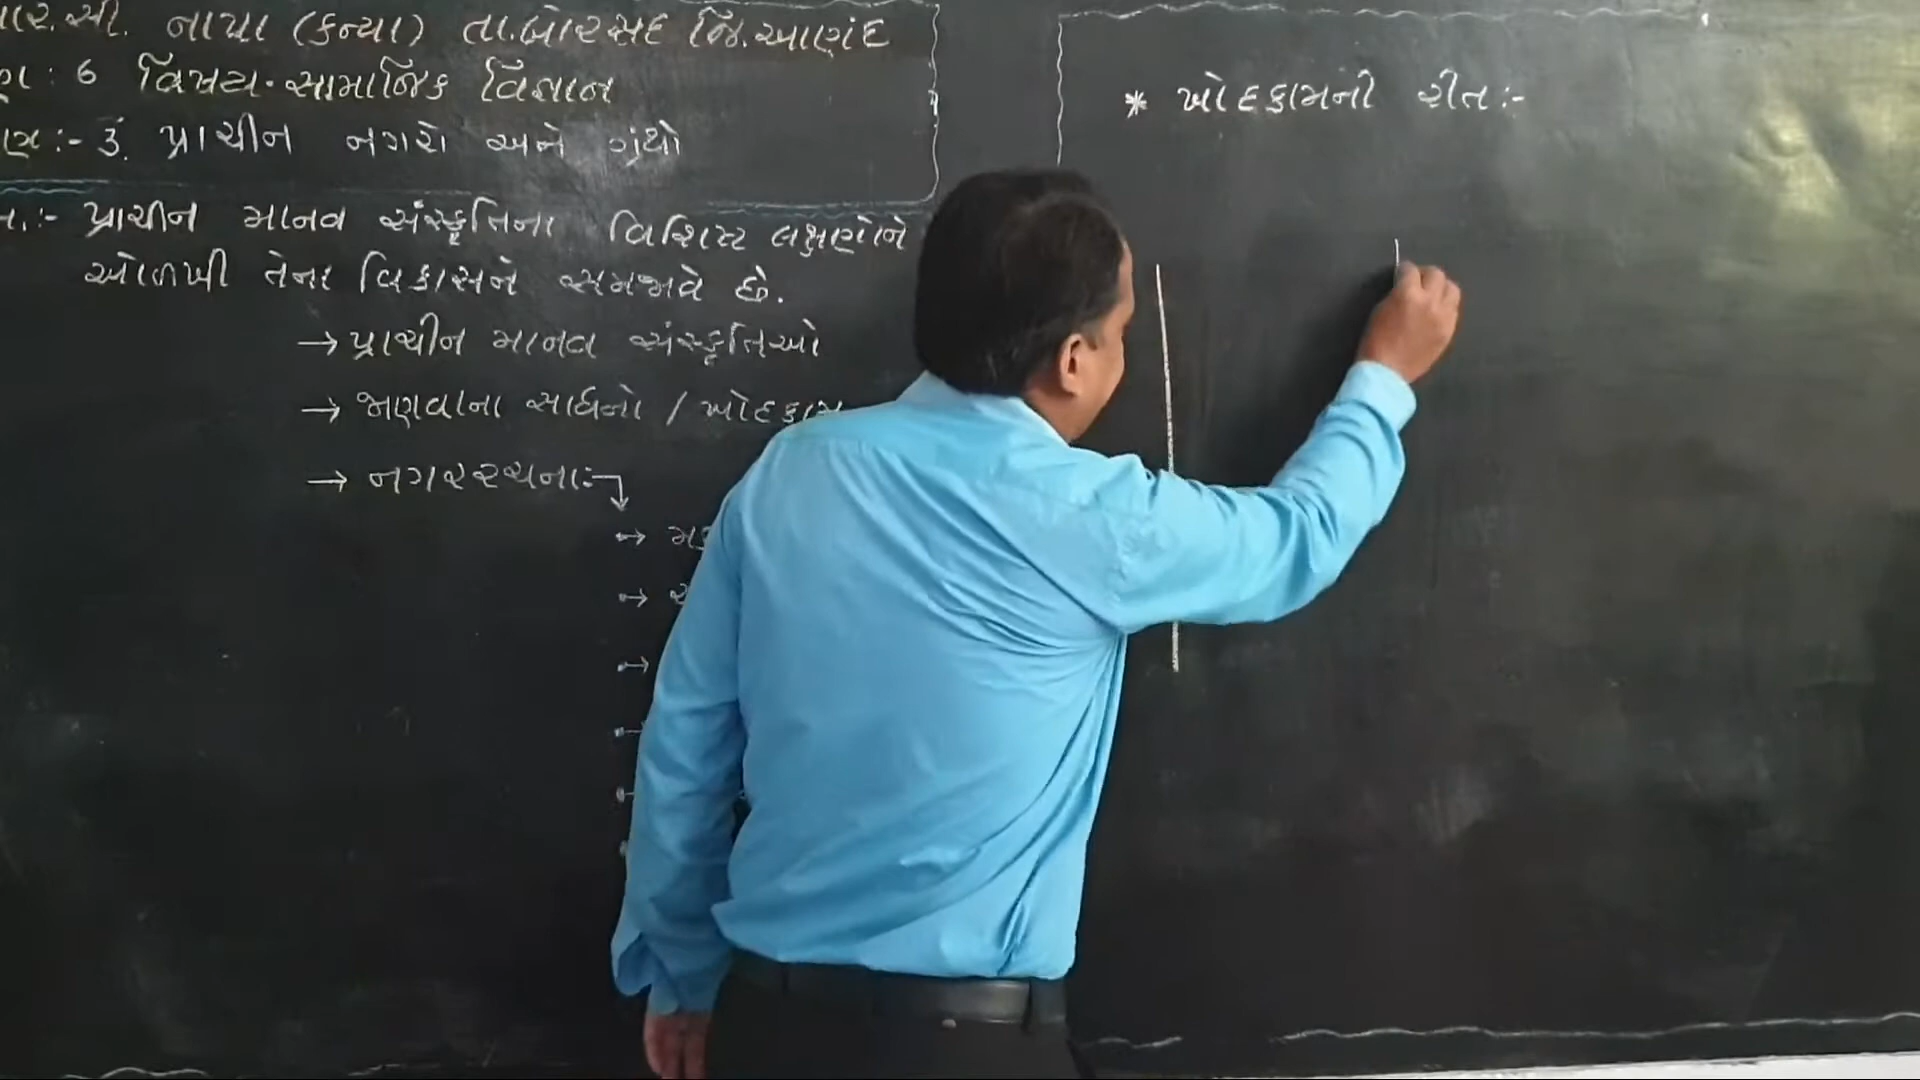 નાપા (કન્યા) તા.બોરસદ જિ.આણંદ
: 6 વિષય.સામાજિક વિજ્ઞાન
:- 3. પ્રાચીન નગરો અને ગ્રંથો
:- પ્રાચીન માનવ સંસ્કૃતિના વિશિષ્ટ લક્ષણોને
ઓળખી તેના વિકાસને સમજાવે છે.
→ પ્રાચીન માનવ સંસ્કૃતિઓ
→ જાણવાના સાધનો / ખોદકામ
→ નગરરચના:-
* ખોદકામની રીત:-